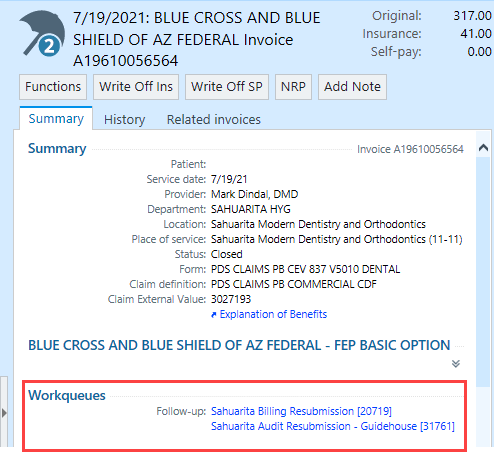 7/19/2021: BLUE CROSS AND BLUE
SHIELD OF AZ FEDERAL Invoice
A19610056564
2
Original: 317.00
Insurance: 41.00
Self-pay: 0.00
Functions Write Off Ins Write Off SP NRP Add Note
Summary History Related invoices
Summary Invoice A19610056564
Patient:
Service date: 7/19/21
Provider: Mark Dindal, DMD
Department: SAHUARITA HYG
Location: Sahuarita Modern Dentistry and Orthodontics
Place of service: Sahuarita Modern Dentistry and Orthodontics (11-11)
Status: Closed
Form: PDS CLAIMS PB CEV 837 V5010 DENTAL
Claim definition: PDS CLAIMS PB COMMERCIAL CDF
Claim External Value: 3027193
Explanation of Benefits
BLUE CROSS AND BLUE SHIELD OF AZ FEDERAL - FEP BASIC OPTION
Workqueues
Follow-up: Sahuarita Billing Resubmission [20719]
Sahuarita Audit Resubmission - Guidehouse [31761]